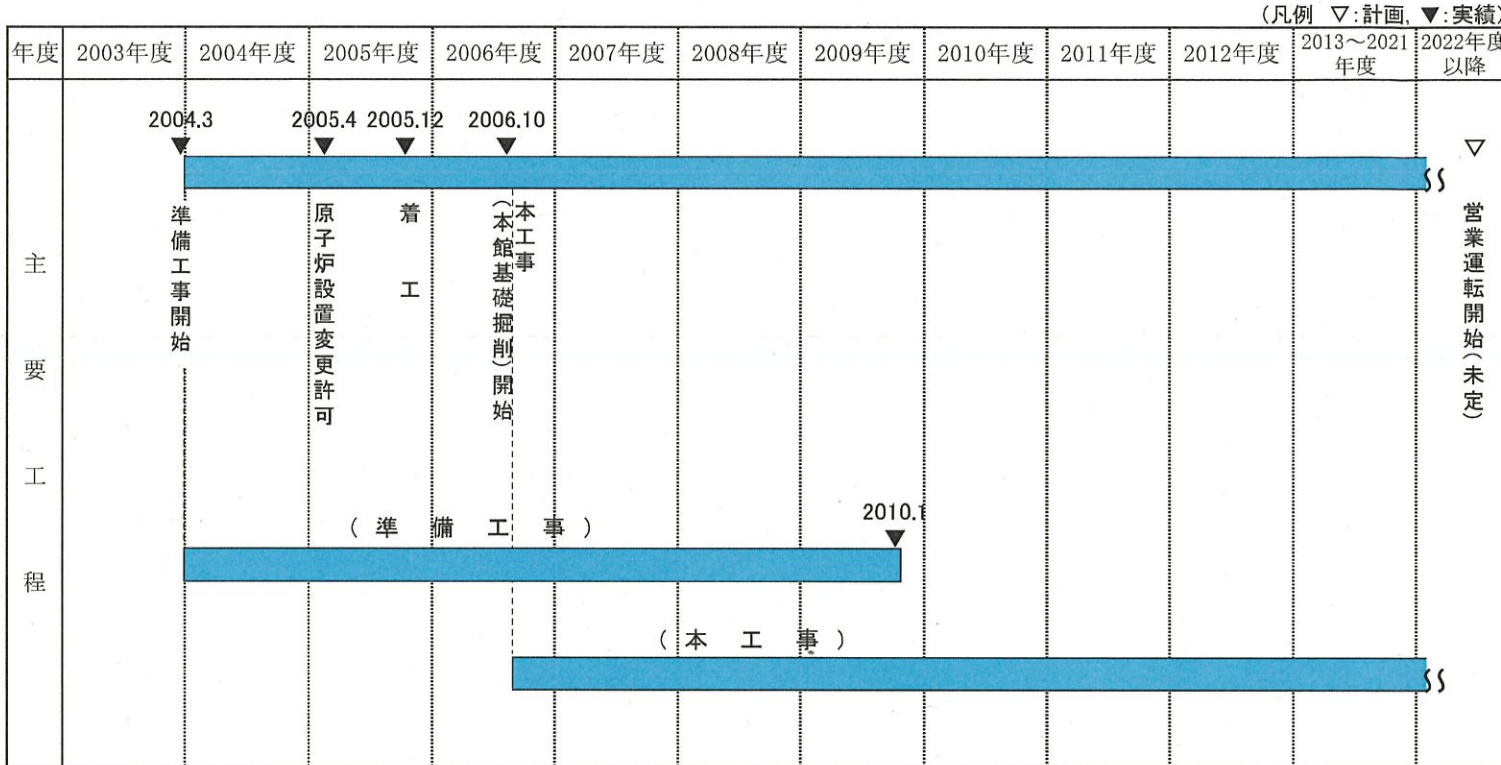 (凡例 ▽:計画, ▼:実績)
年度
2003年度
2004年度
2005年度
2006年度
2007年度
2008年度
2009年度
2010年度
2011年度
2012年度
2013～2021
年度
2022年度
以降
主要工程
2004.3
▼
2005.4
▼
2005.12
▼
2006.10
▼
▽
準備工事開始
原子炉設置変更許可
着工
本工事
(本館基礎掘削)開始
営業運転開始(未定)
(準備工事)
2010.1
▼
(本工事)